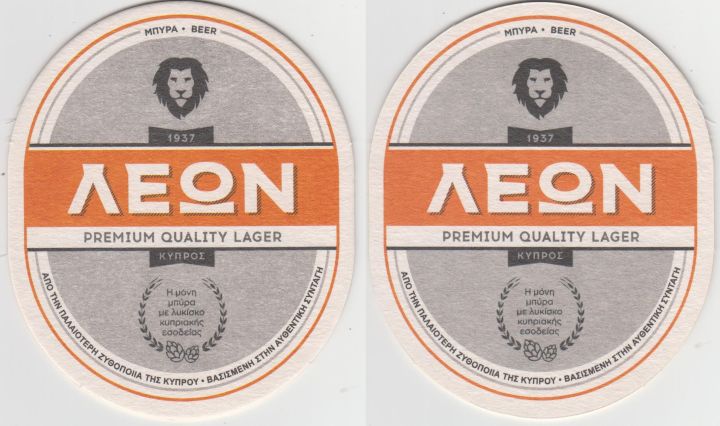 ΜΠΥΡΑ • BEER
1937
ΛΕΩΝ
PREMIUM QUALITY LAGER
ΚΥΠΡΟΣ
Η μόνη
μπύρα
με λυκίσκο
κυπριακής
εσοδείας
ΑΠΟ ΤΗΝ ΠΑΛΑΙΟΤΕΡΗ ΖΥΘΟΠΟΙΙΑ ΤΗΣ ΚΥΠΡΟΥ • ΒΑΣΙΣΜΕΝΗ ΣΤΗΝ ΑΥΘΕΝΤΙΚΗ ΣΥΝΤΑΓΗ
ΜΠΥΡΑ • BEER
1937
ΛΕΩΝ
PREMIUM QUALITY LAGER
ΚΥΠΡΟΣ
Η μόνη
μπύρα
με λυκίσκο
κυπριακής
εσοδείας
ΑΠΟ ΤΗΝ ΠΑΛΑΙΟΤΕΡΗ ΖΥΘΟΠΟΙΙΑ ΤΗΣ ΚΥΠΡΟΥ • ΒΑΣΙΣΜΕΝΗ ΣΤΗΝ ΑΥΘΕΝΤΙΚΗ ΣΥΝΤΑΓΗ